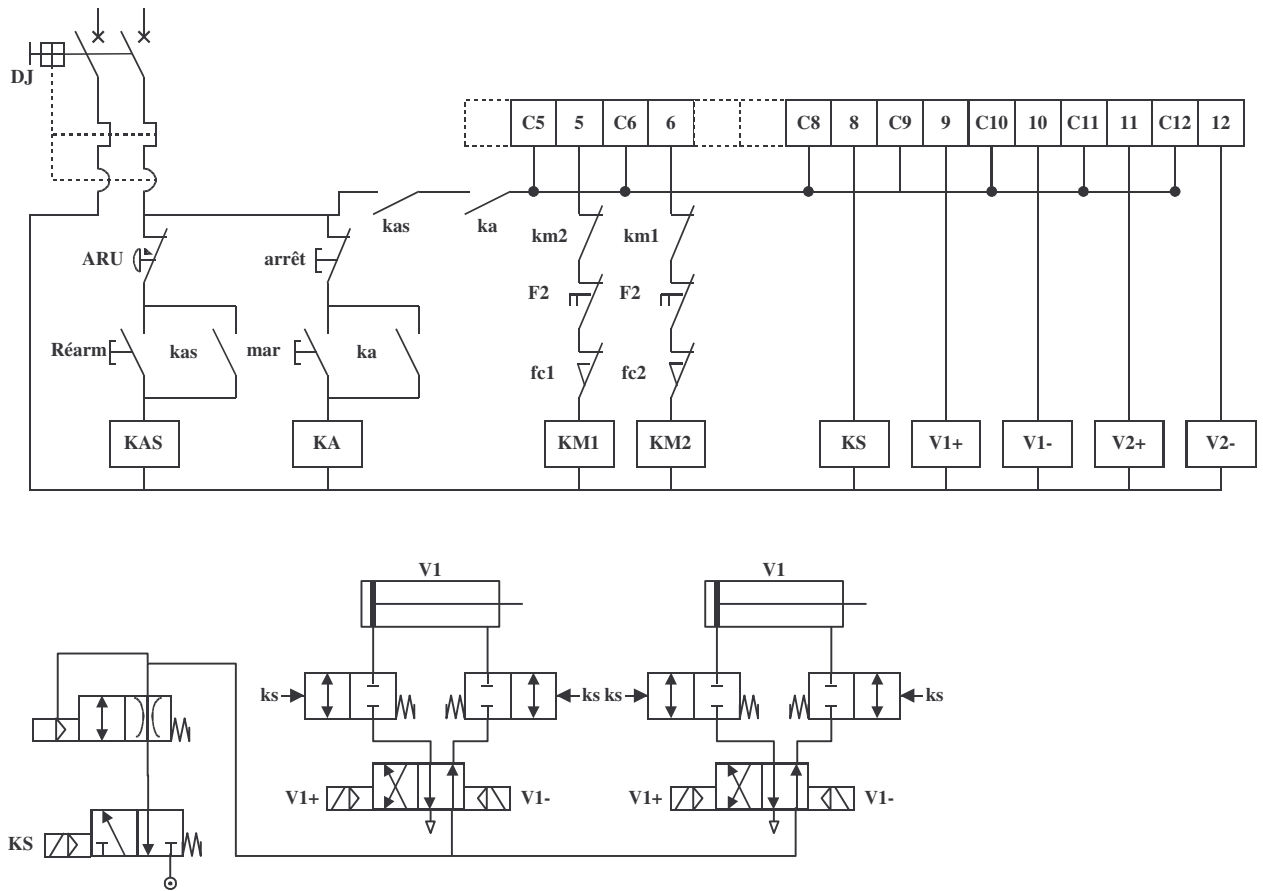 DJ
C5 5 C6 6 C8 8 C9 9 C10 10 C11 11 C12 12
kas ka
ARU arrêt km2 km1
F2 F2
Réarm kas mar ka
fc1 fc2
KAS KA KM1 KM2 KS V1+ V1- V2+ V2-
V1 V1
ks ks ks ks
V1+ V1- V1+ V1-
KS